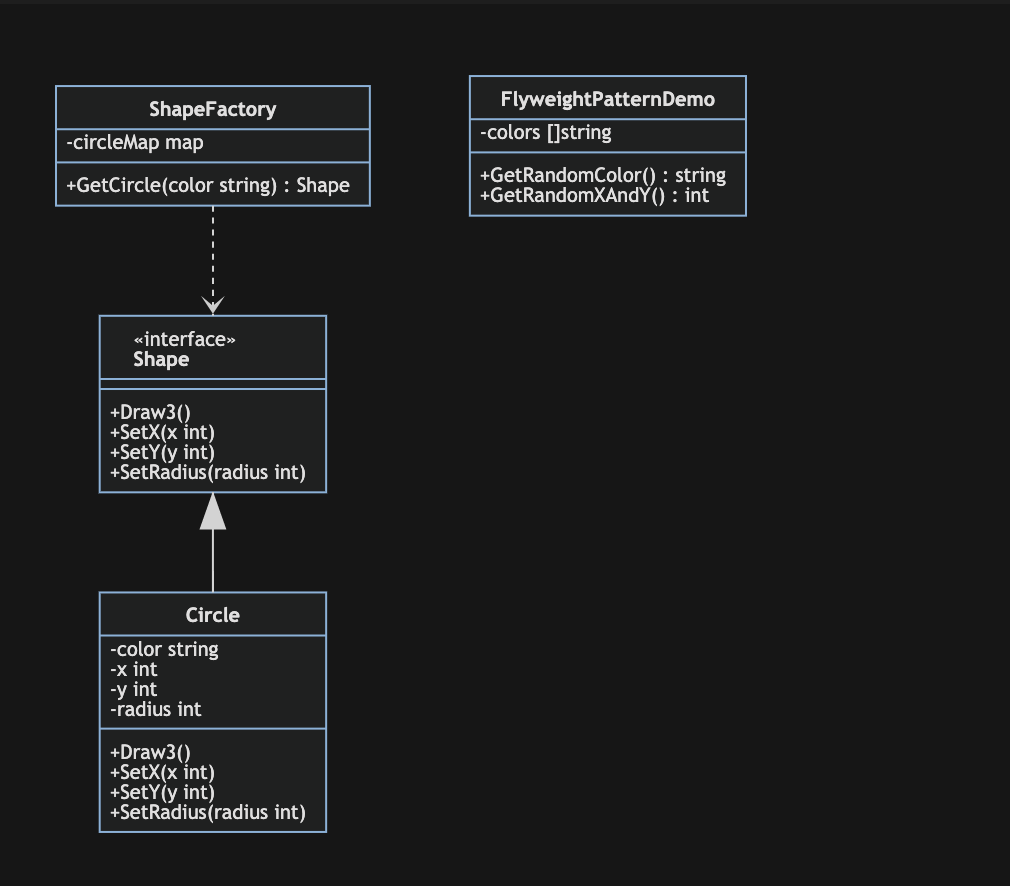 ShapeFactory
-circleMap map
+GetCircle(color string) : Shape
FlyweightPatternDemo
-colors []string
+GetRandomColor() : string
+GetRandomXAndY() : int
«interface»
Shape
+Draw3()
+SetX(x int)
+SetY(y int)
+SetRadius(radius int)
Circle
-color string
-x int
-y int
-radius int
+Draw3()
+SetX(x int)
+SetY(y int)
+SetRadius(radius int)